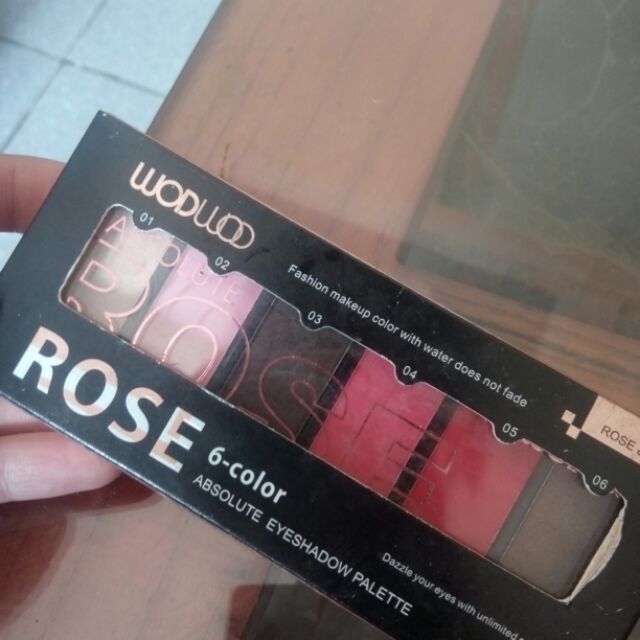 WODWOD
01
02
03
04
05
06
ABSOLUTE
ROSE
Fashion makeup color with water does not fade
ROSE
ROSE
6-color
ABSOLUTE EYESHADOW PALETTE
Dazzle your eyes with unlimited